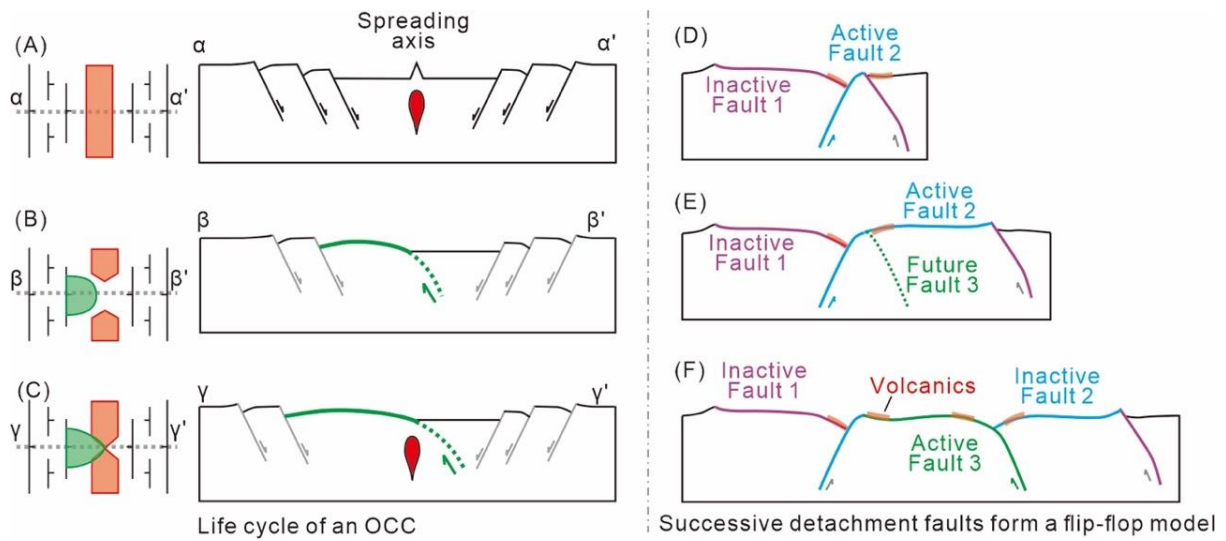 (A)
α
α'
α
Spreading
axis
α'
(B)
β
β'
β
β'
(C)
γ
γ'
γ
γ'
Life cycle of an OCC
(D)
Inactive
Fault 1
Active
Fault 2
(E)
Inactive
Fault 1
Active
Fault 2
Future
Fault 3
(F)
Inactive
Fault 1
Volcanics
Inactive
Fault 2
Active
Fault 3
Successive detachment faults form a flip-flop model